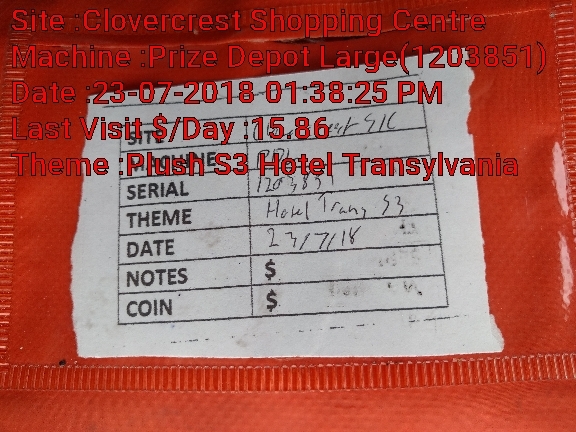 Site :Clovercrest Shopping Centre
Machine :Prize Depot Large(1203851)
Date :23-07-2018 01:38:25 PM
Last Visit $/Day :15.86
Theme :Plush S3 Hotel Transylvania
SITE S/C
MACHINE
SERIAL 1203851
THEME Hotel Trans S3
DATE 23/7/18
NOTES $
COIN $